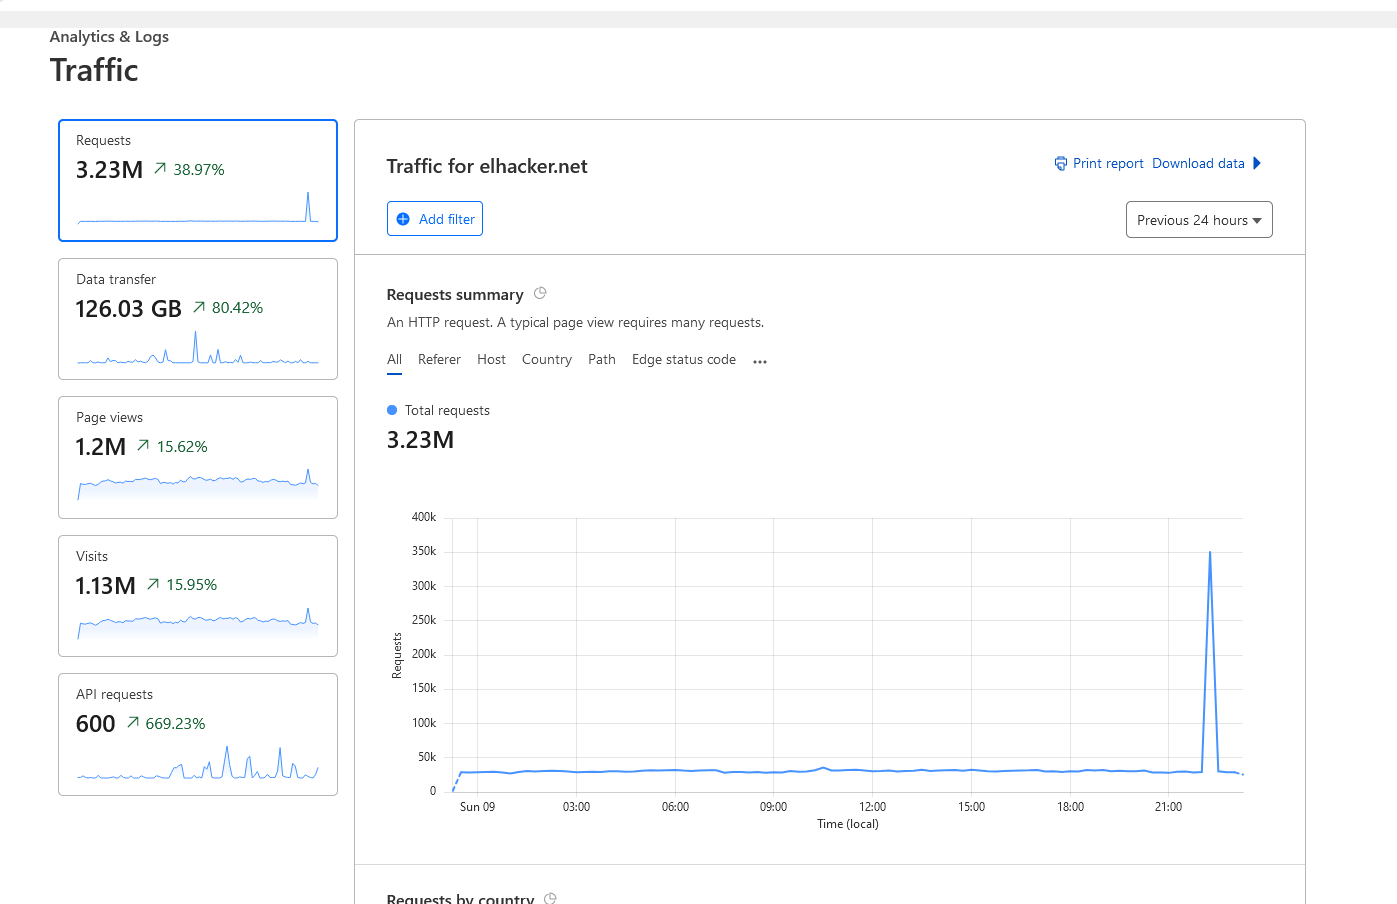 Analytics & Logs
Traffic
Requests
3.23M 38.97%
Data transfer
126.03 GB 80.42%
Page views
1.2M 15.62%
Visits
1.13M 15.95%
API requests
600 669.23%
Traffic for elhacker.net
Print report Download data
Add filter
Previous 24 hours
Requests summary
An HTTP request. A typical page view requires many requests.
All Referer Host Country Path Edge status code
Total requests
3.23M
400k
350k
300k
250k
200k
150k
100k
50k
0
Requests
Sun 09 03:00 06:00 09:00 12:00 15:00 18:00 21:00
Time (local)
Requests by country